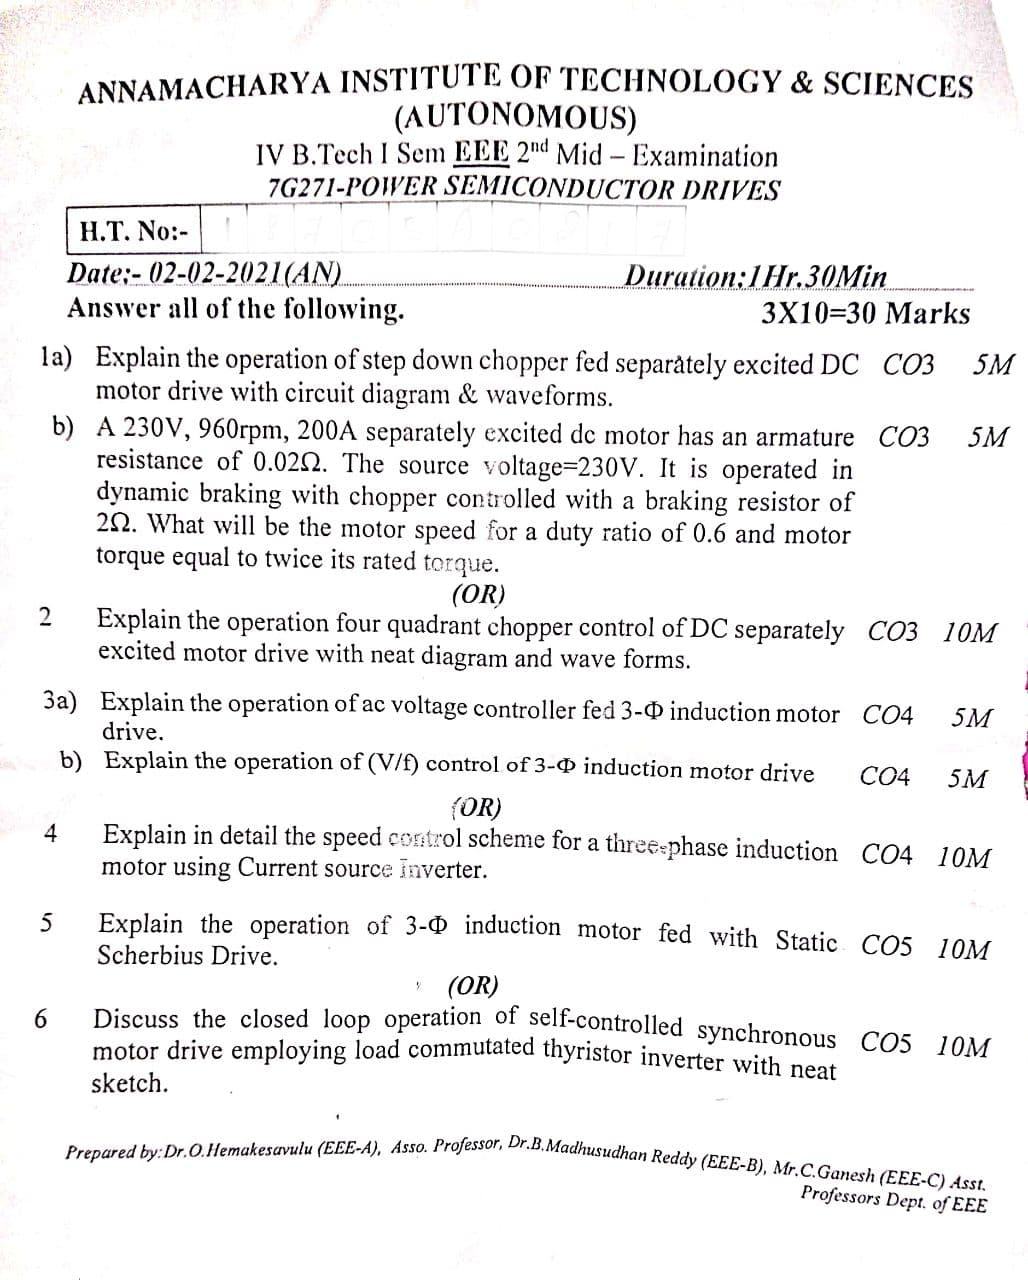 ANNAMACHARYA INSTITUTE OF TECHNOLOGY & SCIENCES
(AUTONOMOUS)
IV B.Tech I Sem EEE 2nd Mid – Examination
7G271-POWER SEMICONDUCTOR DRIVES
H.T. No:-
Date:- 02-02-2021(AN) Duration:1Hr.30Min
Answer all of the following. 3X10=30 Marks
1a) Explain the operation of step down chopper fed separately excited DC CO3 5M
motor drive with circuit diagram & waveforms.
b) A 230V, 960rpm, 200A separately excited dc motor has an armature CO3 5M
resistance of 0.02Ω. The source voltage=230V. It is operated in
dynamic braking with chopper controlled with a braking resistor of
2Ω. What will be the motor speed for a duty ratio of 0.6 and motor
torque equal to twice its rated torque.
(OR)
2 Explain the operation four quadrant chopper control of DC separately CO3 10M
excited motor drive with neat diagram and wave forms.
3a) Explain the operation of ac voltage controller fed 3-Φ induction motor CO4 5M
drive.
b) Explain the operation of (V/f) control of 3-Φ induction motor drive CO4 5M
(OR)
4 Explain in detail the speed control scheme for a three-phase induction CO4 10M
motor using Current source inverter.
5 Explain the operation of 3-Φ induction motor fed with Static CO5 10M
Scherbius Drive.
(OR)
6 Discuss the closed loop operation of self-controlled synchronous CO5 10M
motor drive employing load commutated thyristor inverter with neat
sketch.
Prepared by:Dr.O.Hemakesavulu (EEE-A), Asso. Professor, Dr.B.Madhusudhan Reddy (EEE-B), Mr.C.Ganesh (EEE-C) Asst.
Professors Dept. of EEE